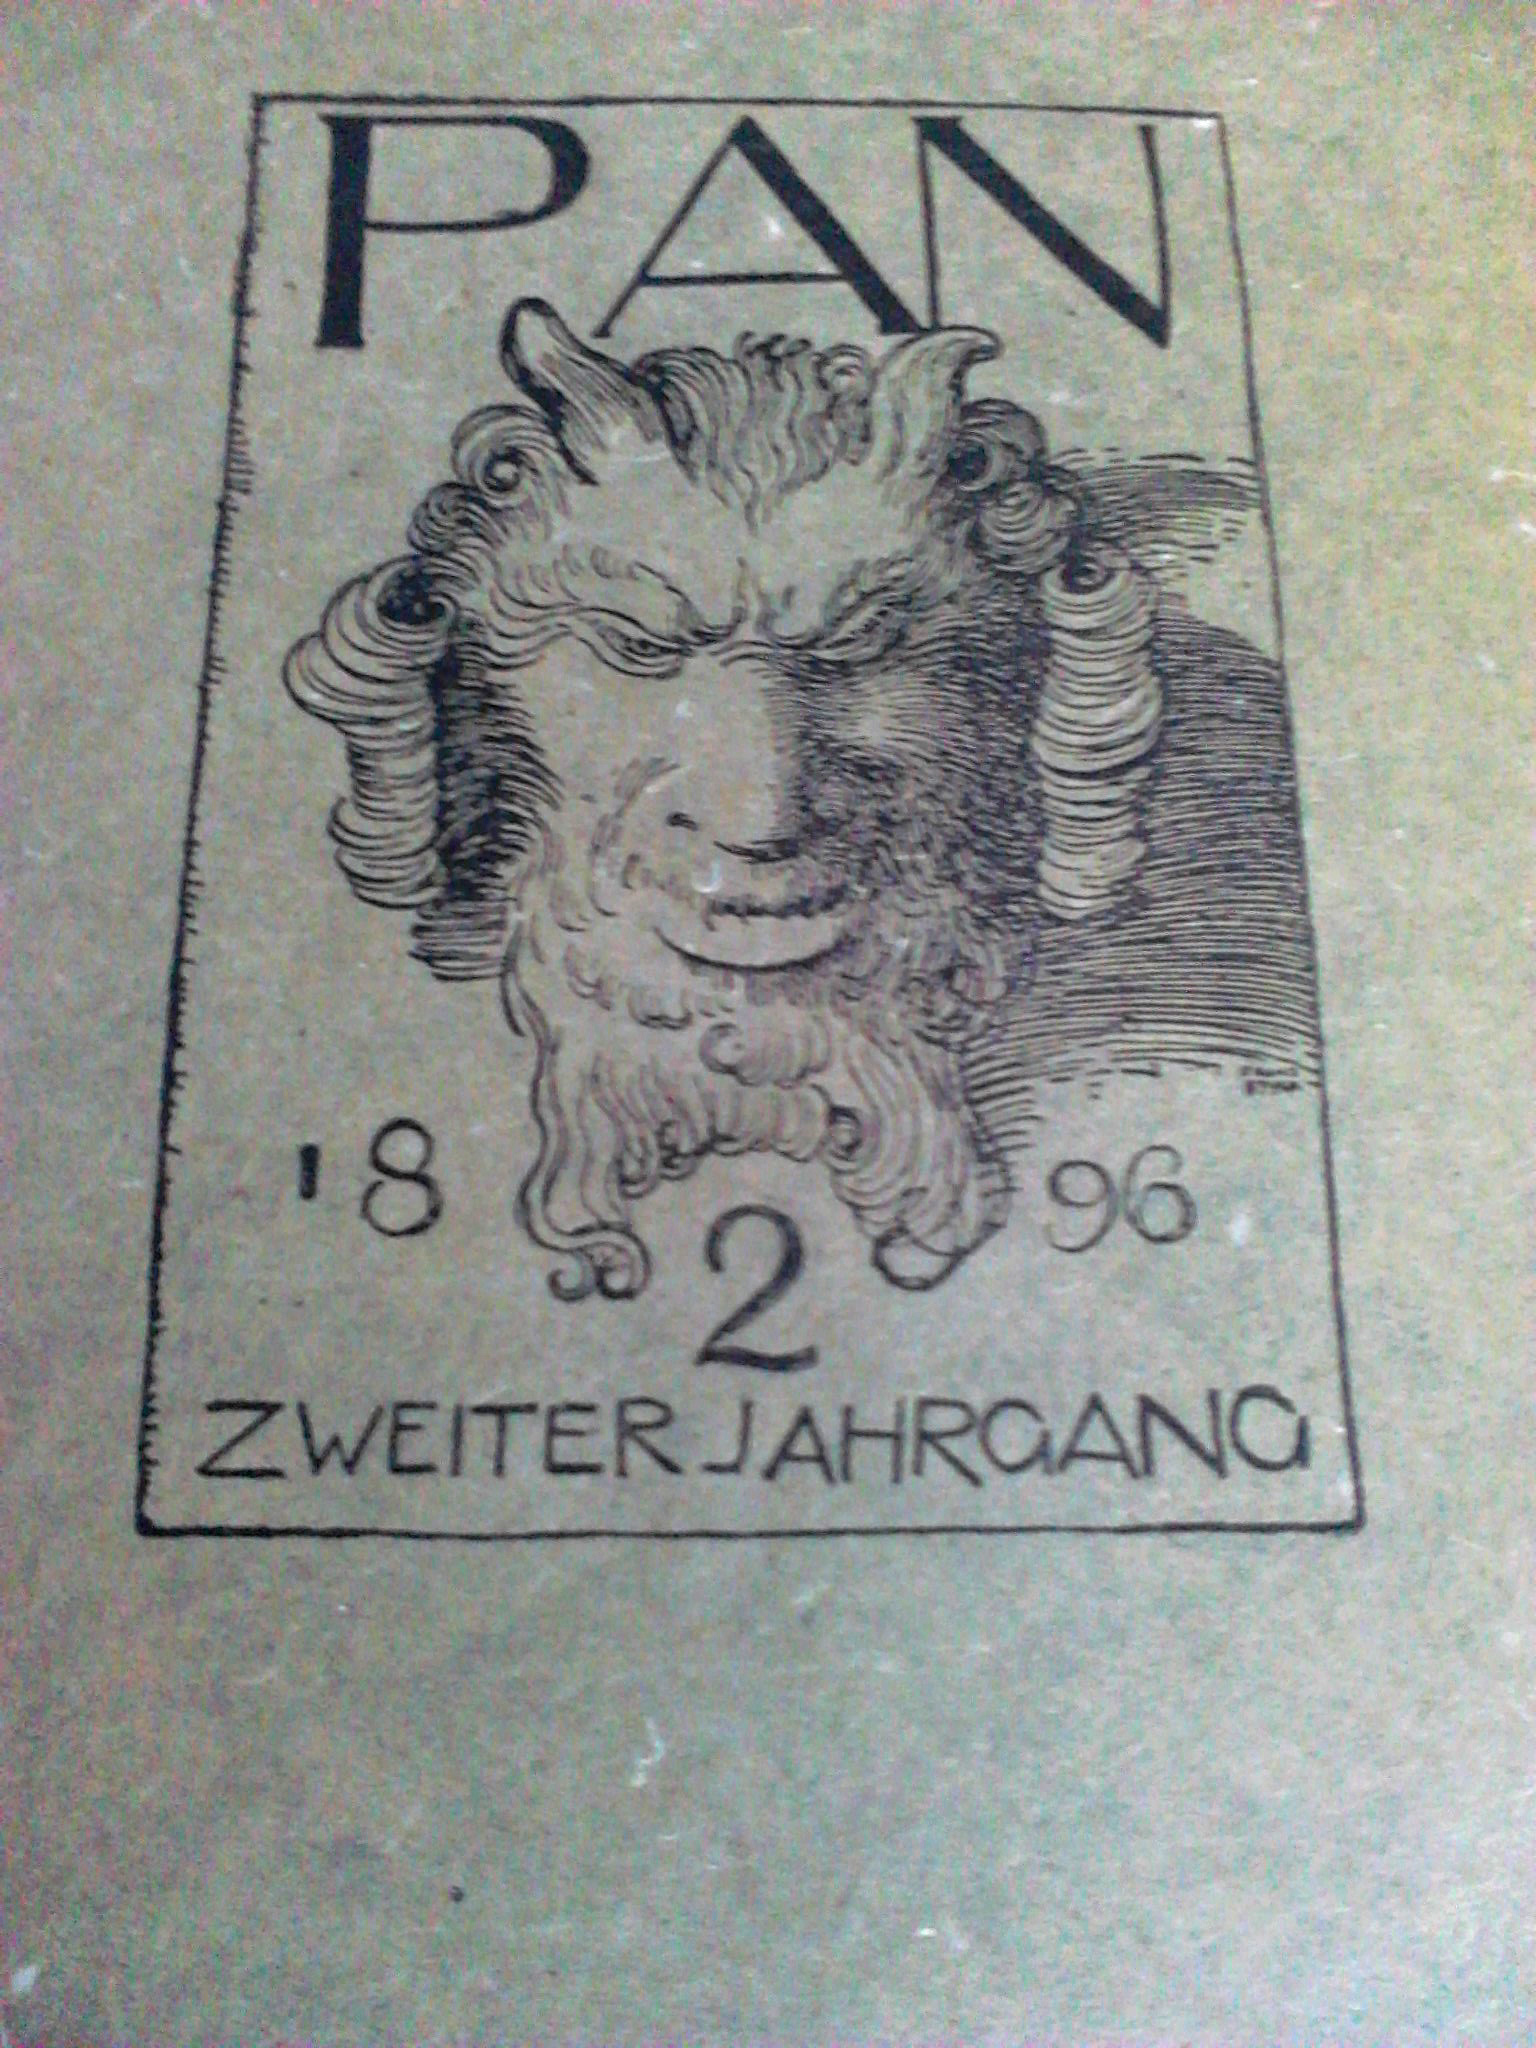 PAN
18 96
2
ZWEITER JAHRGANG